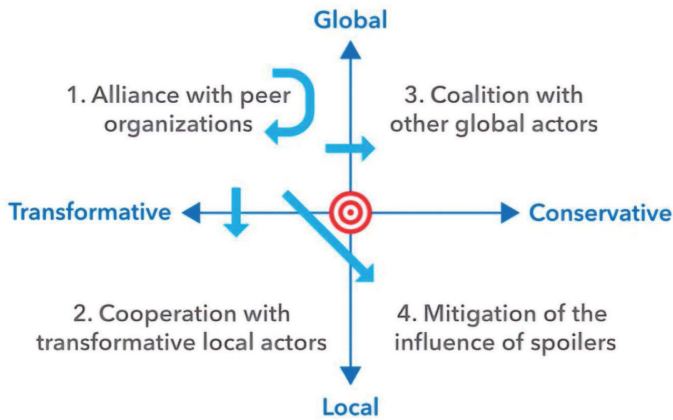 Global
1. Alliance with peer
organizations
3. Coalition with
other global actors
Transformative
Conservative
2. Cooperation with
transformative local actors
4. Mitigation of the
influence of spoilers
Local